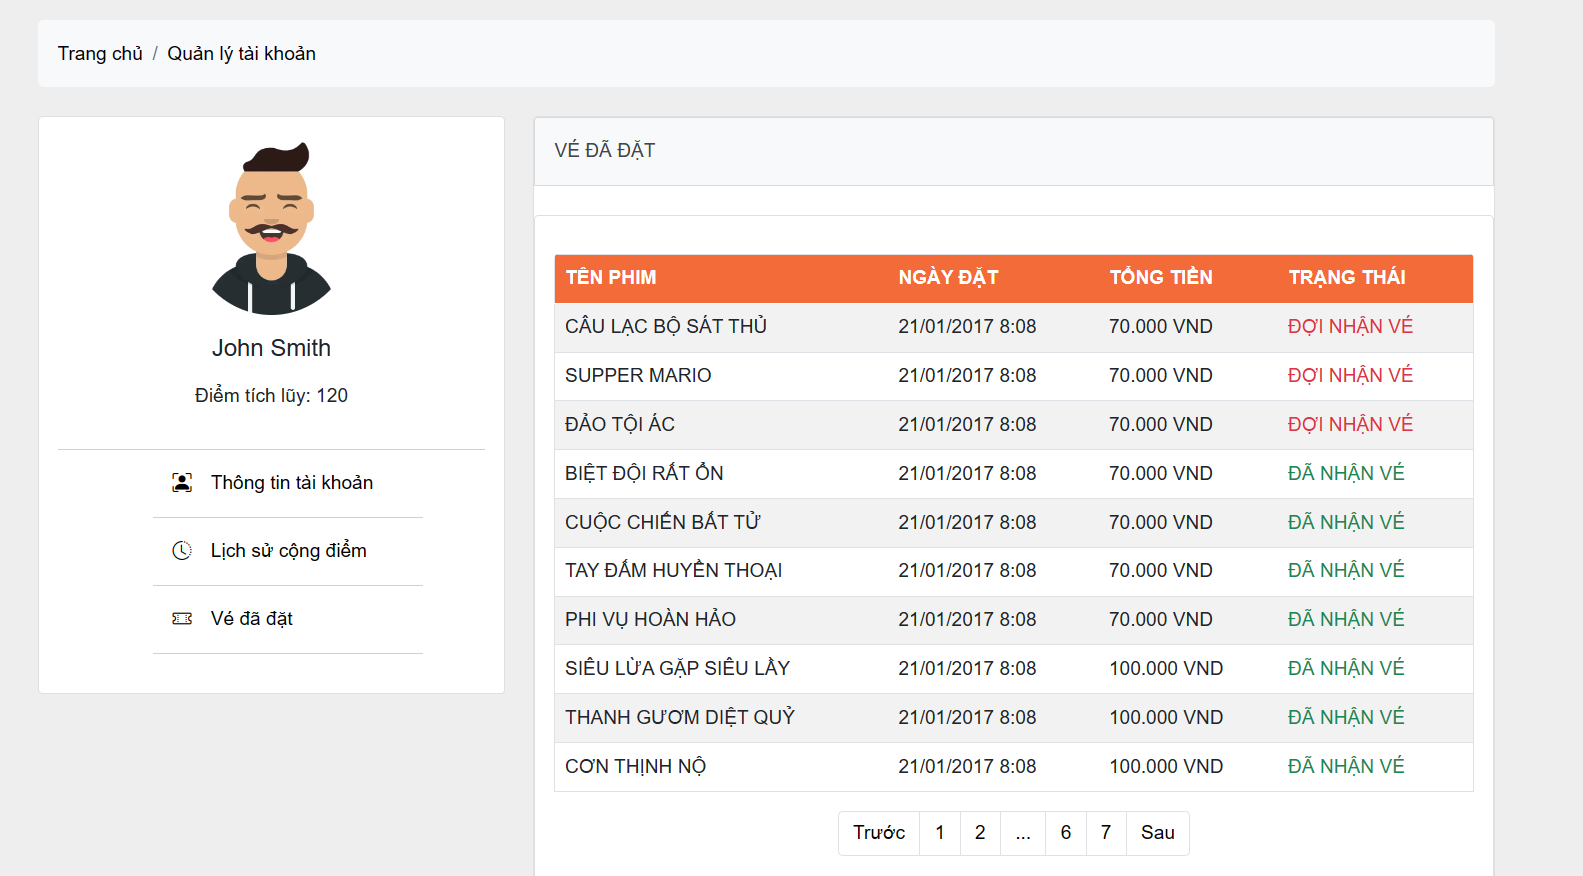 Trang chủ / Quản lý tài khoản
John Smith
Điểm tích lũy: 120
Thông tin tài khoản
Lịch sử cộng điểm
Vé đã đặt
VÉ ĐÃ ĐẶT
TÊN PHIM NGÀY ĐẶT TỔNG TIỀN TRẠNG THÁI
CÂU LẠC BỘ SÁT THỦ 21/01/2017 8:08 70.000 VND ĐỢI NHẬN VÉ
SUPPER MARIO 21/01/2017 8:08 70.000 VND ĐỢI NHẬN VÉ
ĐẢO TỘI ÁC 21/01/2017 8:08 70.000 VND ĐỢI NHẬN VÉ
BIỆT ĐỘI RẤT ỔN 21/01/2017 8:08 70.000 VND ĐÃ NHẬN VÉ
CUỘC CHIẾN BẤT TỬ 21/01/2017 8:08 70.000 VND ĐÃ NHẬN VÉ
TAY ĐẤM HUYỀN THOẠI 21/01/2017 8:08 70.000 VND ĐÃ NHẬN VÉ
PHI VỤ HOÀN HẢO 21/01/2017 8:08 70.000 VND ĐÃ NHẬN VÉ
SIÊU LỪA GẶP SIÊU LẦY 21/01/2017 8:08 100.000 VND ĐÃ NHẬN VÉ
THANH GƯƠM DIỆT QUỶ 21/01/2017 8:08 100.000 VND ĐÃ NHẬN VÉ
CƠN THỊNH NỘ 21/01/2017 8:08 100.000 VND ĐÃ NHẬN VÉ
Trước 1 2 ... 6 7 Sau